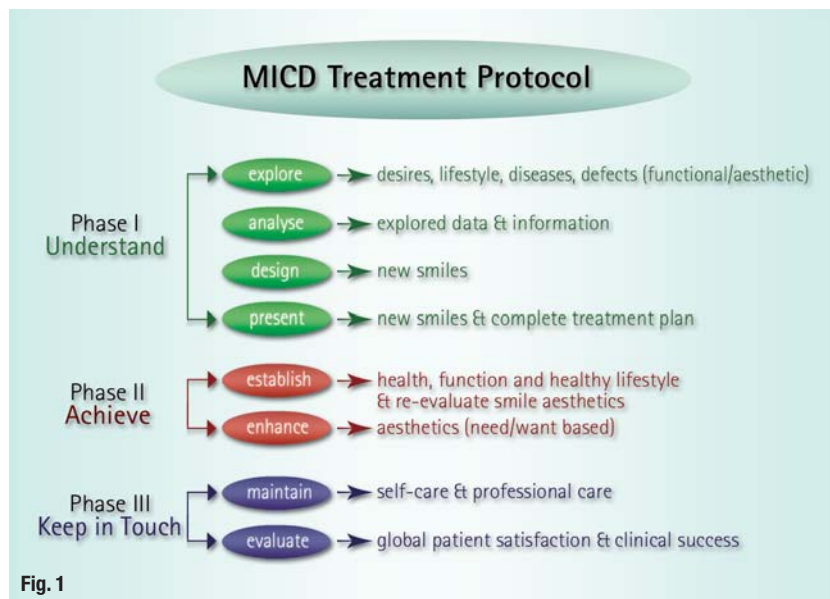 MICD Treatment Protocol
explore desires, lifestyle, diseases, defects (functional/aesthetic)
Phase I
Understand
analyse explored data & information
design new smiles
present new smiles & complete treatment plan
Phase II
Achieve
establish health, function and healthy lifestyle
& re-evaluate smile aesthetics
enhance aesthetics (need/want based)
Phase III
Keep in Touch
maintain self-care & professional care
evaluate global patient satisfaction & clinical success
Fig. 1